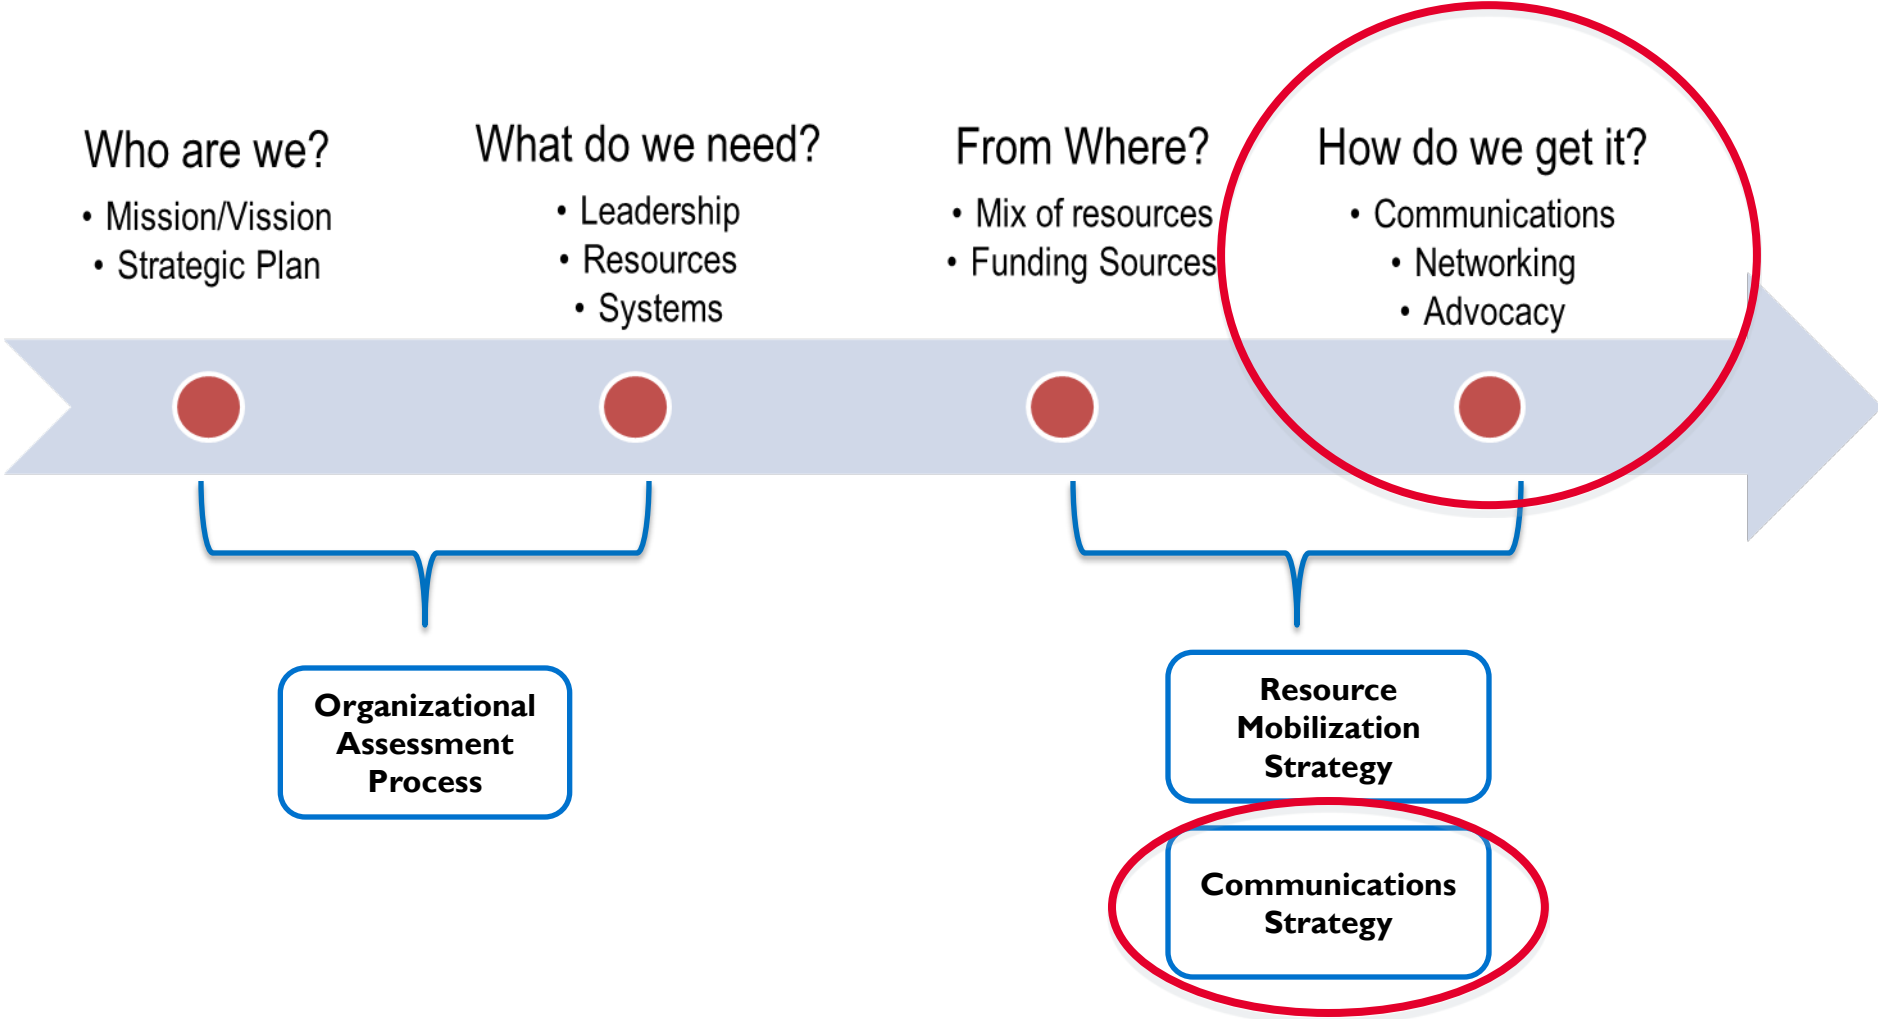 Who are we?
• Mission/Vission
• Strategic Plan
What do we need?
• Leadership
• Resources
• Systems
From Where?
• Mix of resources
• Funding Sources
How do we get it?
• Communications
• Networking
• Advocacy
Organizational
Assessment
Process
Resource
Mobilization
Strategy
Communications
Strategy